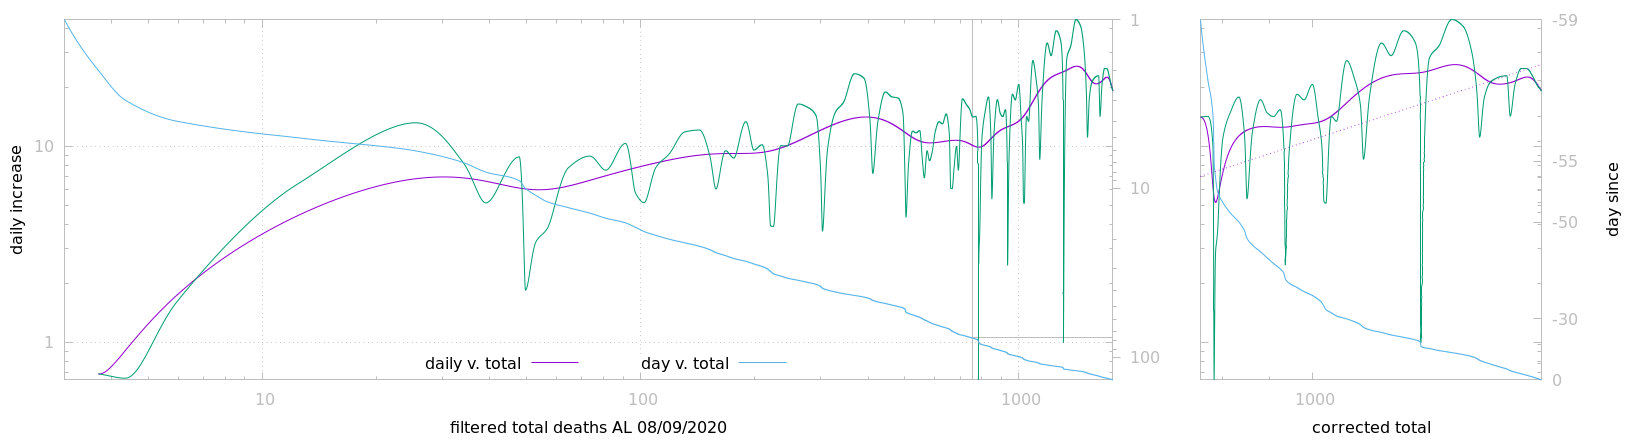 daily increase
10
1
daily v. total
day v. total
1
10
100
10
100
1000
filtered total deaths AL 08/09/2020
-59
-55
-50
-30
0
day since
1000
corrected total